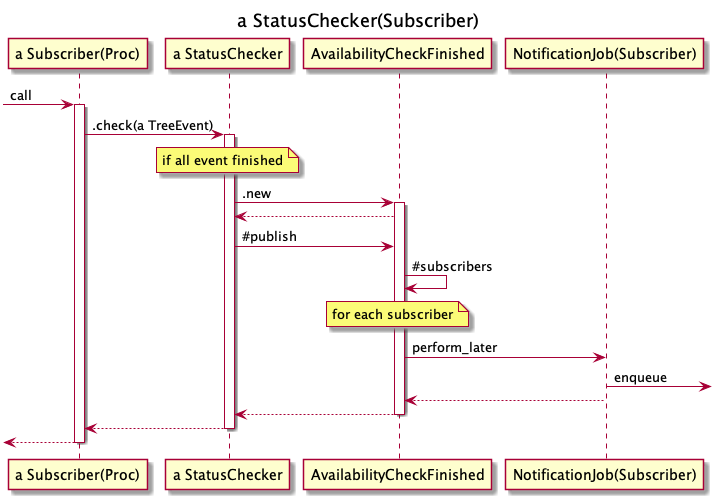 a StatusChecker(Subscriber)
a Subscriber(Proc)
a StatusChecker
AvailabilityCheckFinished
NotificationJob(Subscriber)
call
.check(a TreeEvent)
if all event finished
.new
#publish
#subscribers
for each subscriber
perform_later
enqueue
a Subscriber(Proc)
a StatusChecker
AvailabilityCheckFinished
NotificationJob(Subscriber)